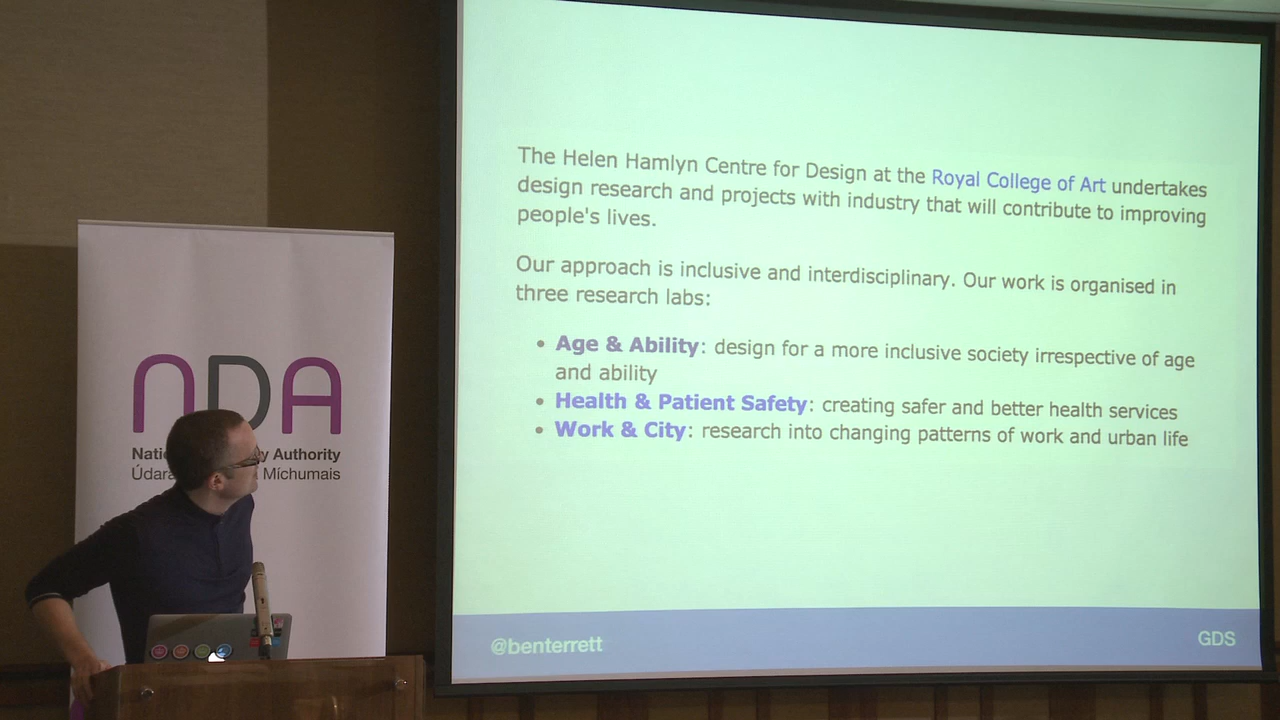 The Helen Hamlyn Centre for Design at the Royal College of Art undertakes
design research and projects with industry that will contribute to improving
people's lives.
Our approach is inclusive and interdisciplinary. Our work is organised in
three research labs:
• Age & Ability: design for a more inclusive society irrespective of age
and ability
• Health & Patient Safety: creating safer and better health services
• Work & City: research into changing patterns of work and urban life
@benterrett
GDS
NDA
Authority
Míchumais